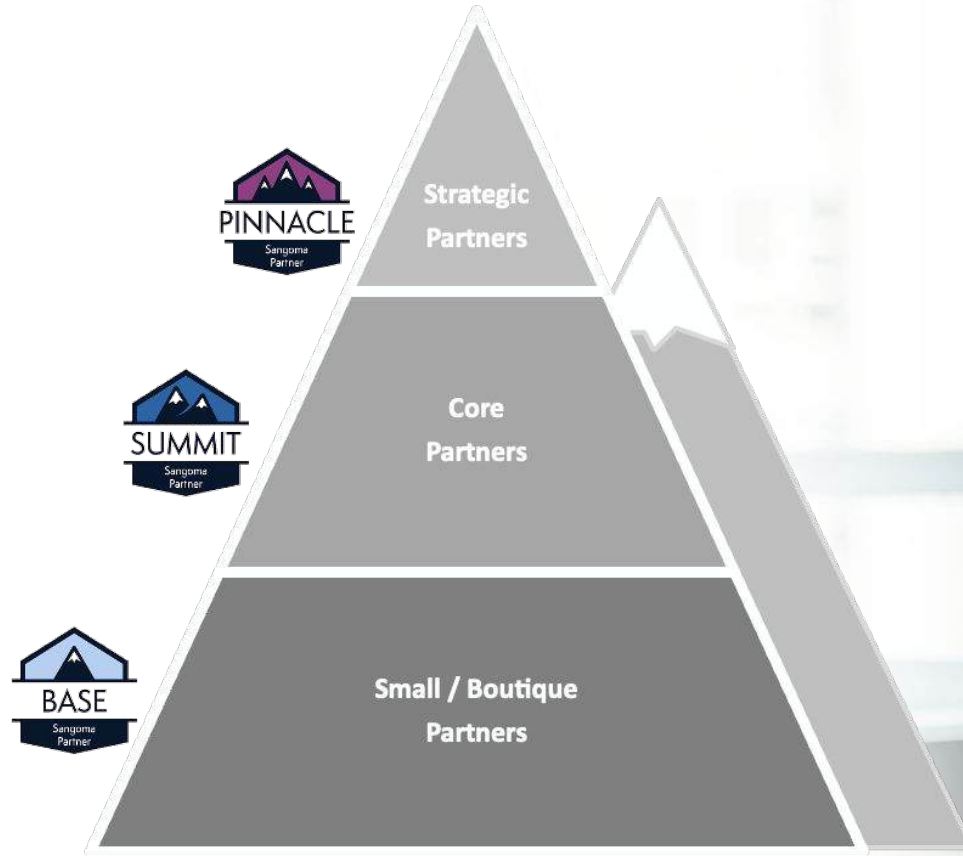 Strategic
Partners
PINNACLE
Sangoma
Partner
Core
Partners
SUMMIT
Sangoma
Partner
Small / Boutique
Partners
BASE
Sangoma
Partner